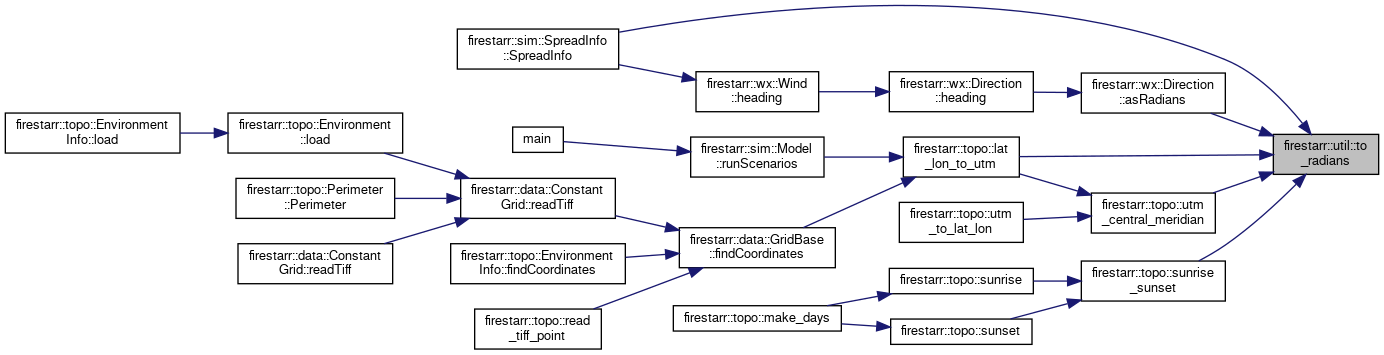 firestarr::sim::SpreadInfo
::SpreadInfo
firestarr::wx::Wind
::heading
firestarr::wx::Direction
::heading
firestarr::wx::Direction
::asRadians
firestarr::topo::Environment
Info::load
firestarr::topo::Environment
::load
main
firestarr::sim::Model
::runScenarios
firestarr::topo::lat
_lon_to_utm
firestarr::util::to
_radians
firestarr::topo::Perimeter
::Perimeter
firestarr::data::Constant
Grid::readTiff
firestarr::topo::utm
_to_lat_lon
firestarr::topo::utm
_central_meridian
firestarr::data::Constant
Grid::readTiff
firestarr::topo::Environment
Info::findCoordinates
firestarr::data::GridBase
::findCoordinates
firestarr::topo::sunrise
firestarr::topo::sunrise
_sunset
firestarr::topo::read
_tiff_point
firestarr::topo::make_days
firestarr::topo::sunset